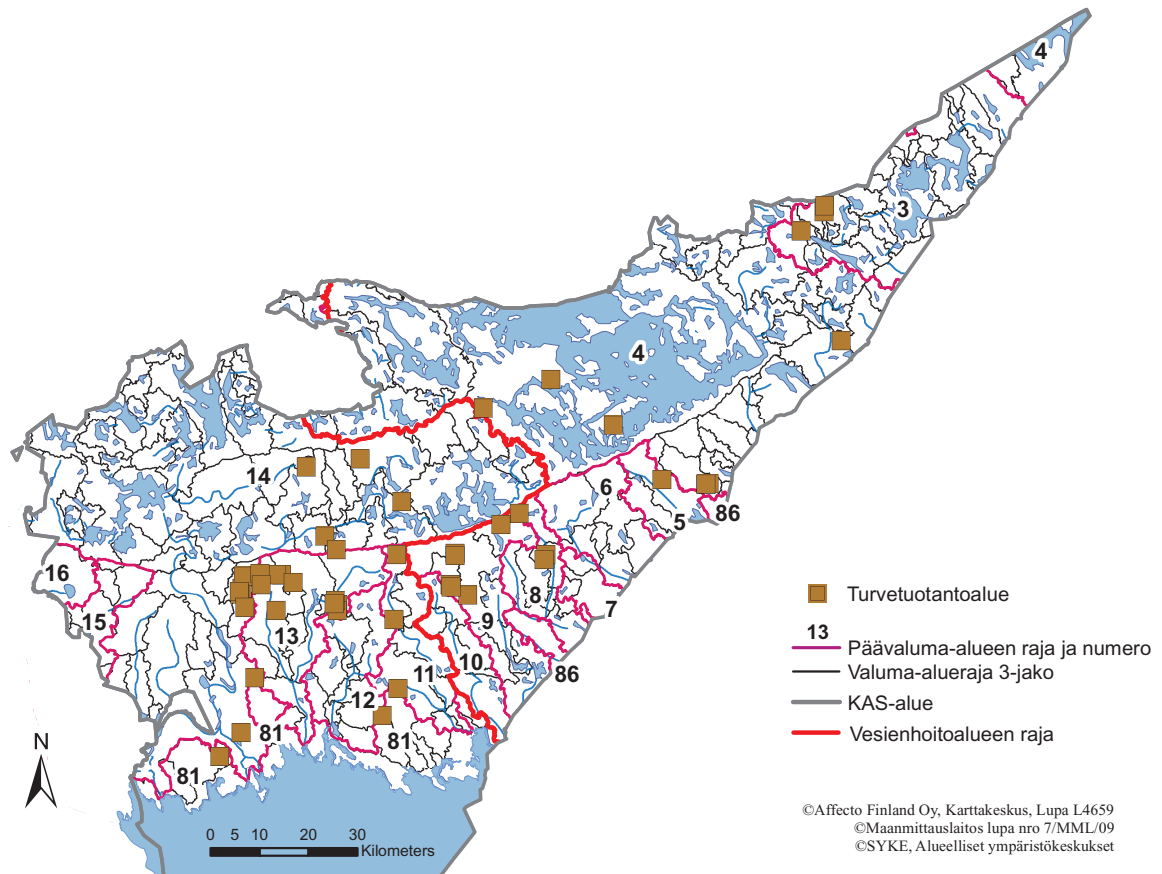 4
3
4
14
6
5
86
16
15
13
8
7
9
10
86
11
12
81
81
81
Turvetuotantoalue
13
Päävaluma-alueen raja ja numero
Valuma-alueraja 3-jako
KAS-alue
Vesienhoitoalueen raja
N
0 5 10 20 30
Kilometers
©Affecto Finland Oy, Karttakeskus, Lupa L4659
©Maanmittauslaitos lupa nro 7/MML/09
©SYKE, Alueelliset ympäristökeskukset